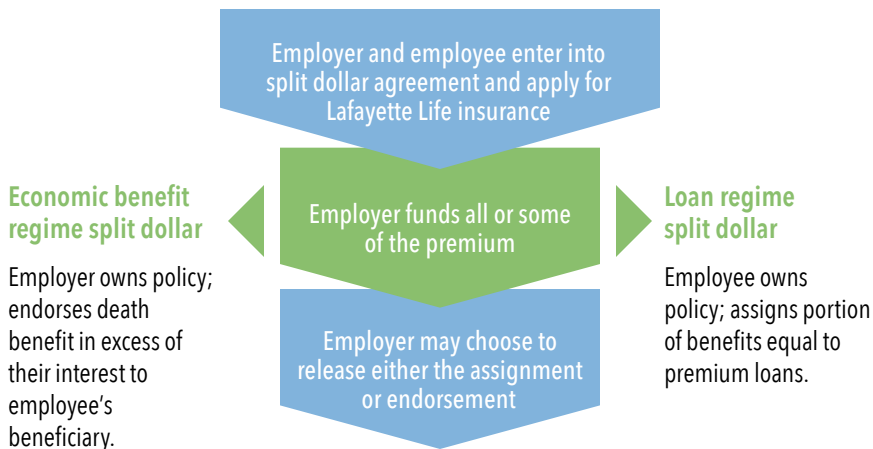 Employer and employee enter into
split dollar agreement and apply for
Lafayette Life insurance
Economic benefit
regime split dollar
Employer owns policy;
endorses death
benefit in excess of
their interest to
employee's
beneficiary.
Employer funds all or some
of the premium
Loan regime
split dollar
Employee owns
policy; assigns portion
of benefits equal to
premium loans.
Employer may choose to
release either the assignment
or endorsement